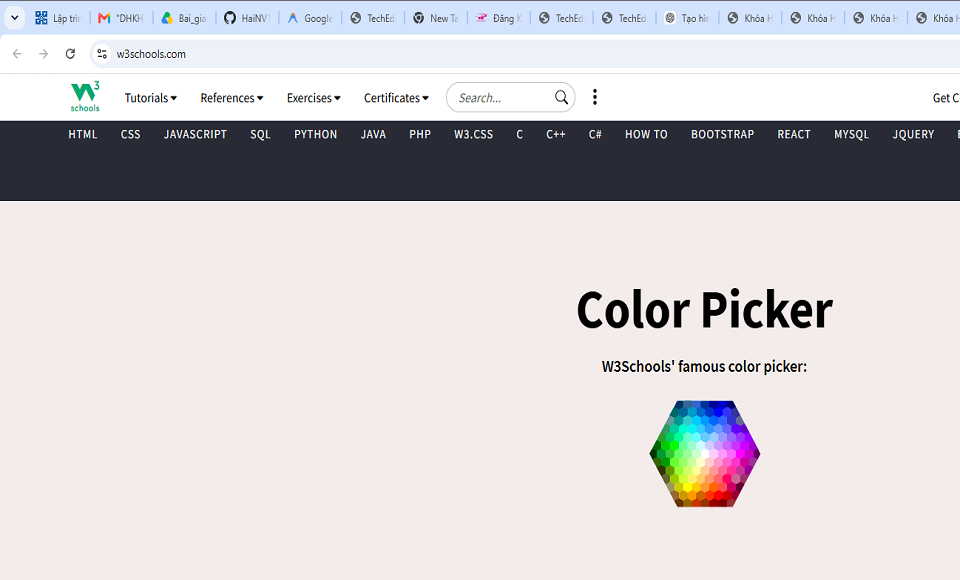 Lập trìn "DHKH Bai_gia HaiNV Google TechEd New Ta Đăng K TechEd TechEd Tạo hìn Khóa H Khóa H Khóa H Khóa H
w3schools.com
W3 schools Tutorials References Exercises Certificates Search... Get C
HTML CSS JAVASCRIPT SQL PYTHON JAVA PHP W3.CSS C C++ C# HOW TO BOOTSTRAP REACT MYSQL JQUERY
Color Picker
W3Schools' famous color picker: